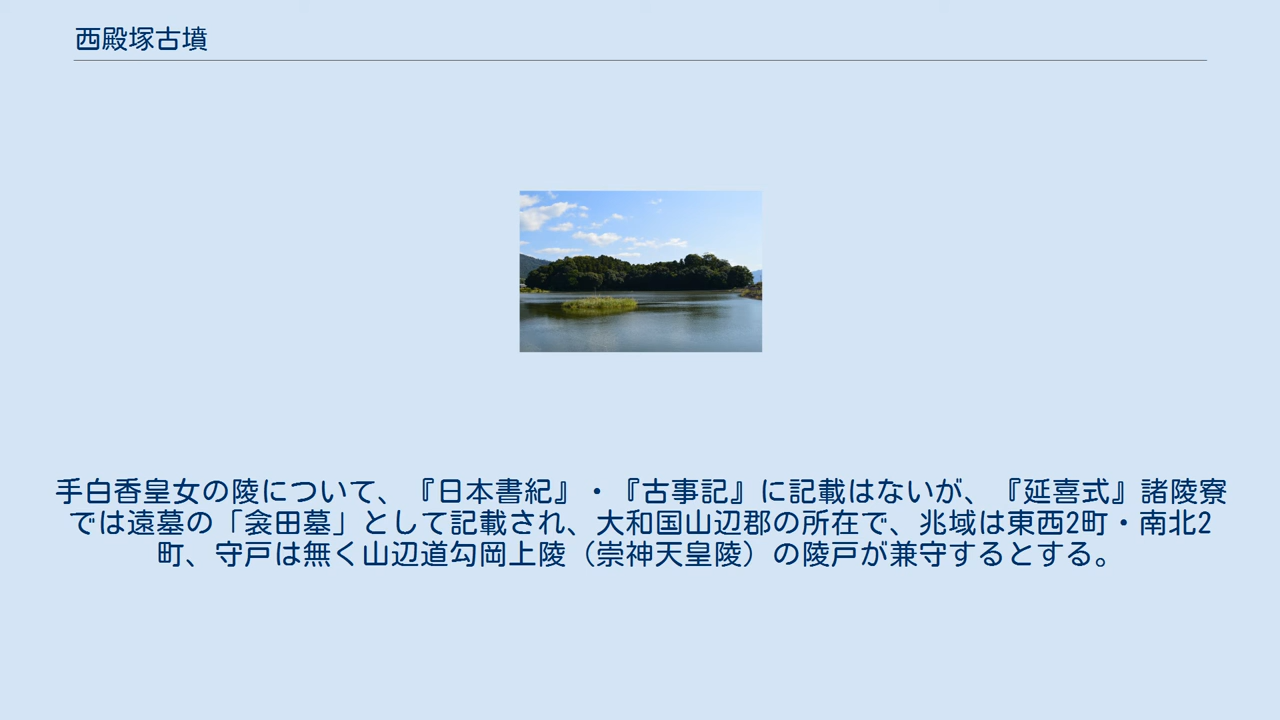 西殿塚古墳
手白香皇女の陵について、『日本書紀』・『古事記』に記載はないが、『延喜式』諸陵寮
では遠墓の「衾田墓」として記載され、大和国山辺郡の所在で、兆域は東西2町・南北2
町、守戸は無く山辺道勾岡上陵（崇神天皇陵）の陵戸が兼守するとする。